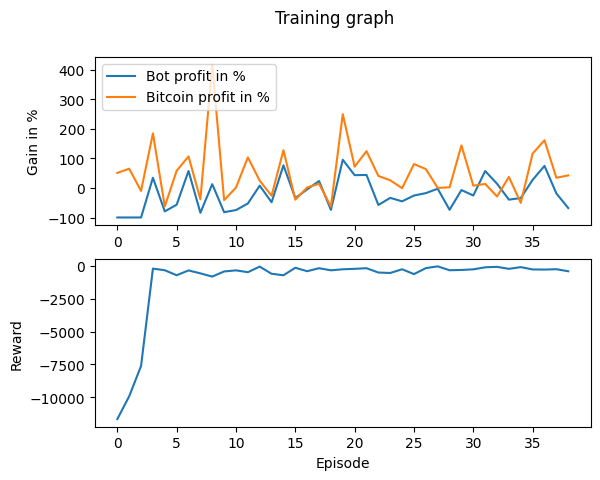 Training graph
Gain in %
400
300
200
100
0
−100
Bot profit in %
Bitcoin profit in %
0 5 10 15 20 25 30 35
Reward
0
−2500
−5000
−7500
−10000
0 5 10 15 20 25 30 35
Episode